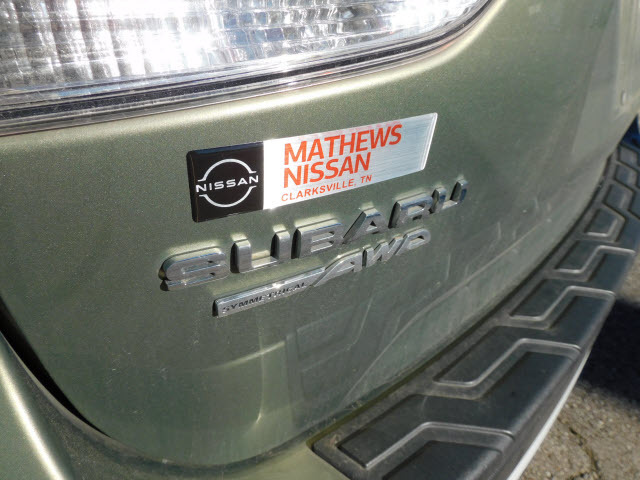 NISSAN
MATHEWS
NISSAN
CLARKSVILLE, TN
SUBARU
SYMMETRICAL AWD